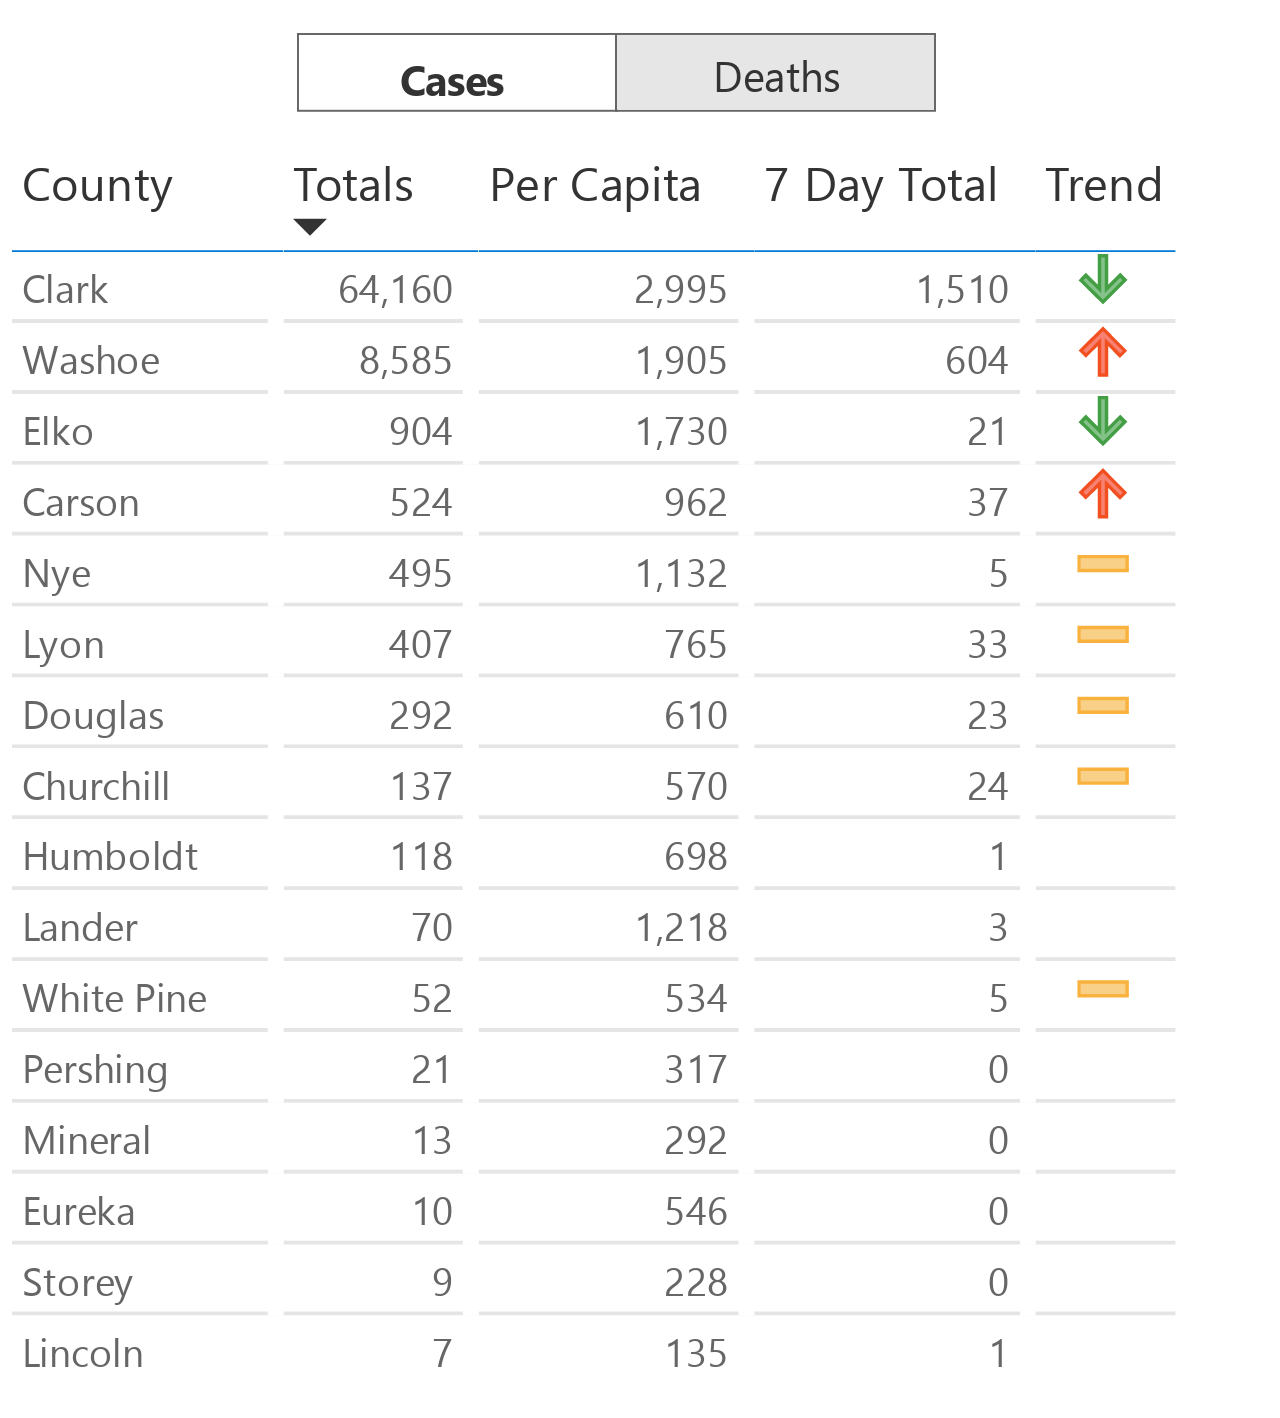 Cases Deaths
County Totals Per Capita 7 Day Total Trend
Clark 64,160 2,995 1,510
Washoe 8,585 1,905 604
Elko 904 1,730 21
Carson 524 962 37
Nye 495 1,132 5
Lyon 407 765 33
Douglas 292 610 23
Churchill 137 570 24
Humboldt 118 698 1
Lander 70 1,218 3
White Pine 52 534 5
Pershing 21 317 0
Mineral 13 292 0
Eureka 10 546 0
Storey 9 228 0
Lincoln 7 135 1